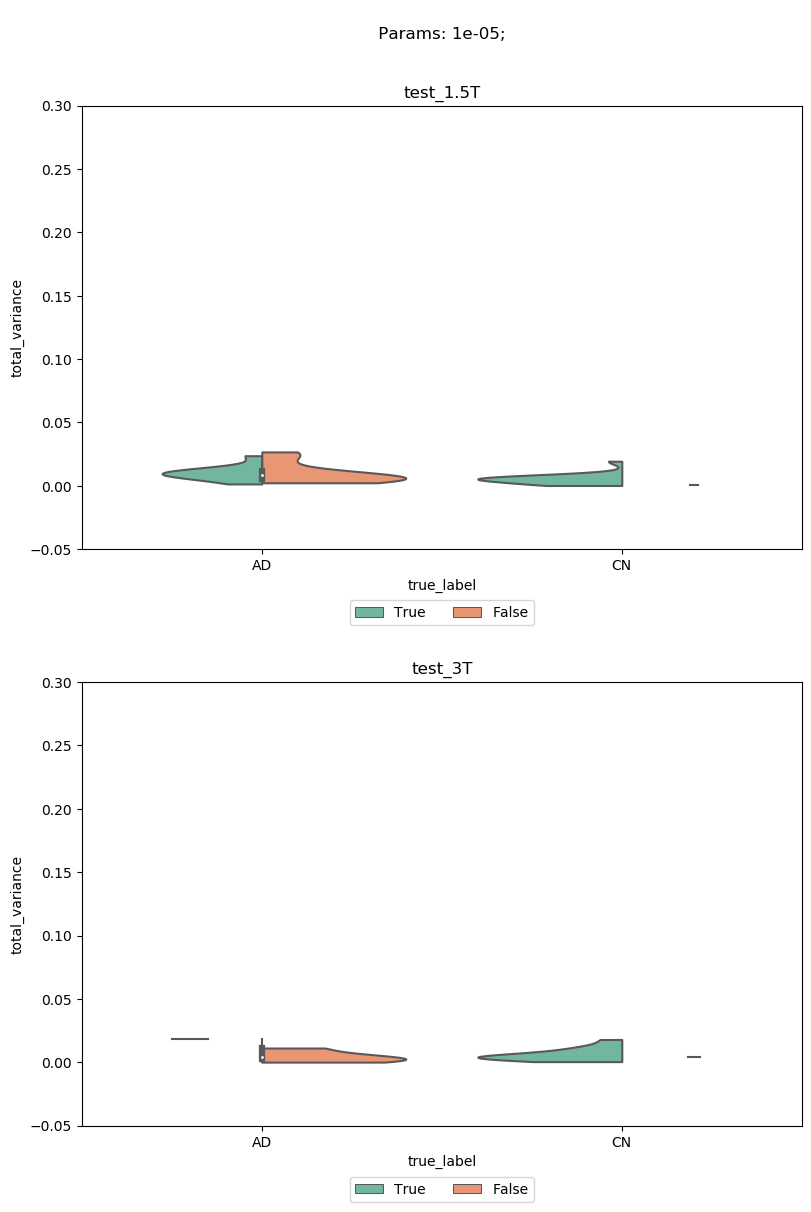 Params: 1e-05;
test_1.5T
0.30
0.25
0.20
0.15
0.10
0.05
0.00
−0.05
total_variance
AD CN
true_label
True False
test_3T
0.30
0.25
0.20
0.15
0.10
0.05
0.00
−0.05
total_variance
AD CN
true_label
True False